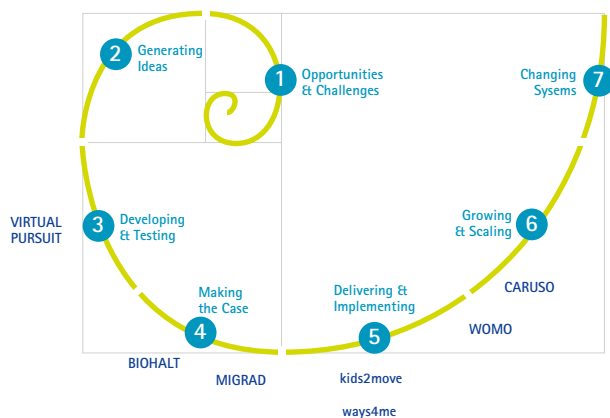 1
Opportunities
& Challenges
2
Generating
Ideas
3
Developing
& Testing
VIRTUAL
PURSUIT
4
Making
the Case
BIOHALT
MIGRAD
5
Delivering &
Implementing
kids2move
ways4me
6
Growing
& Scaling
CARUSO
WOMO
7
Changing
Sysems